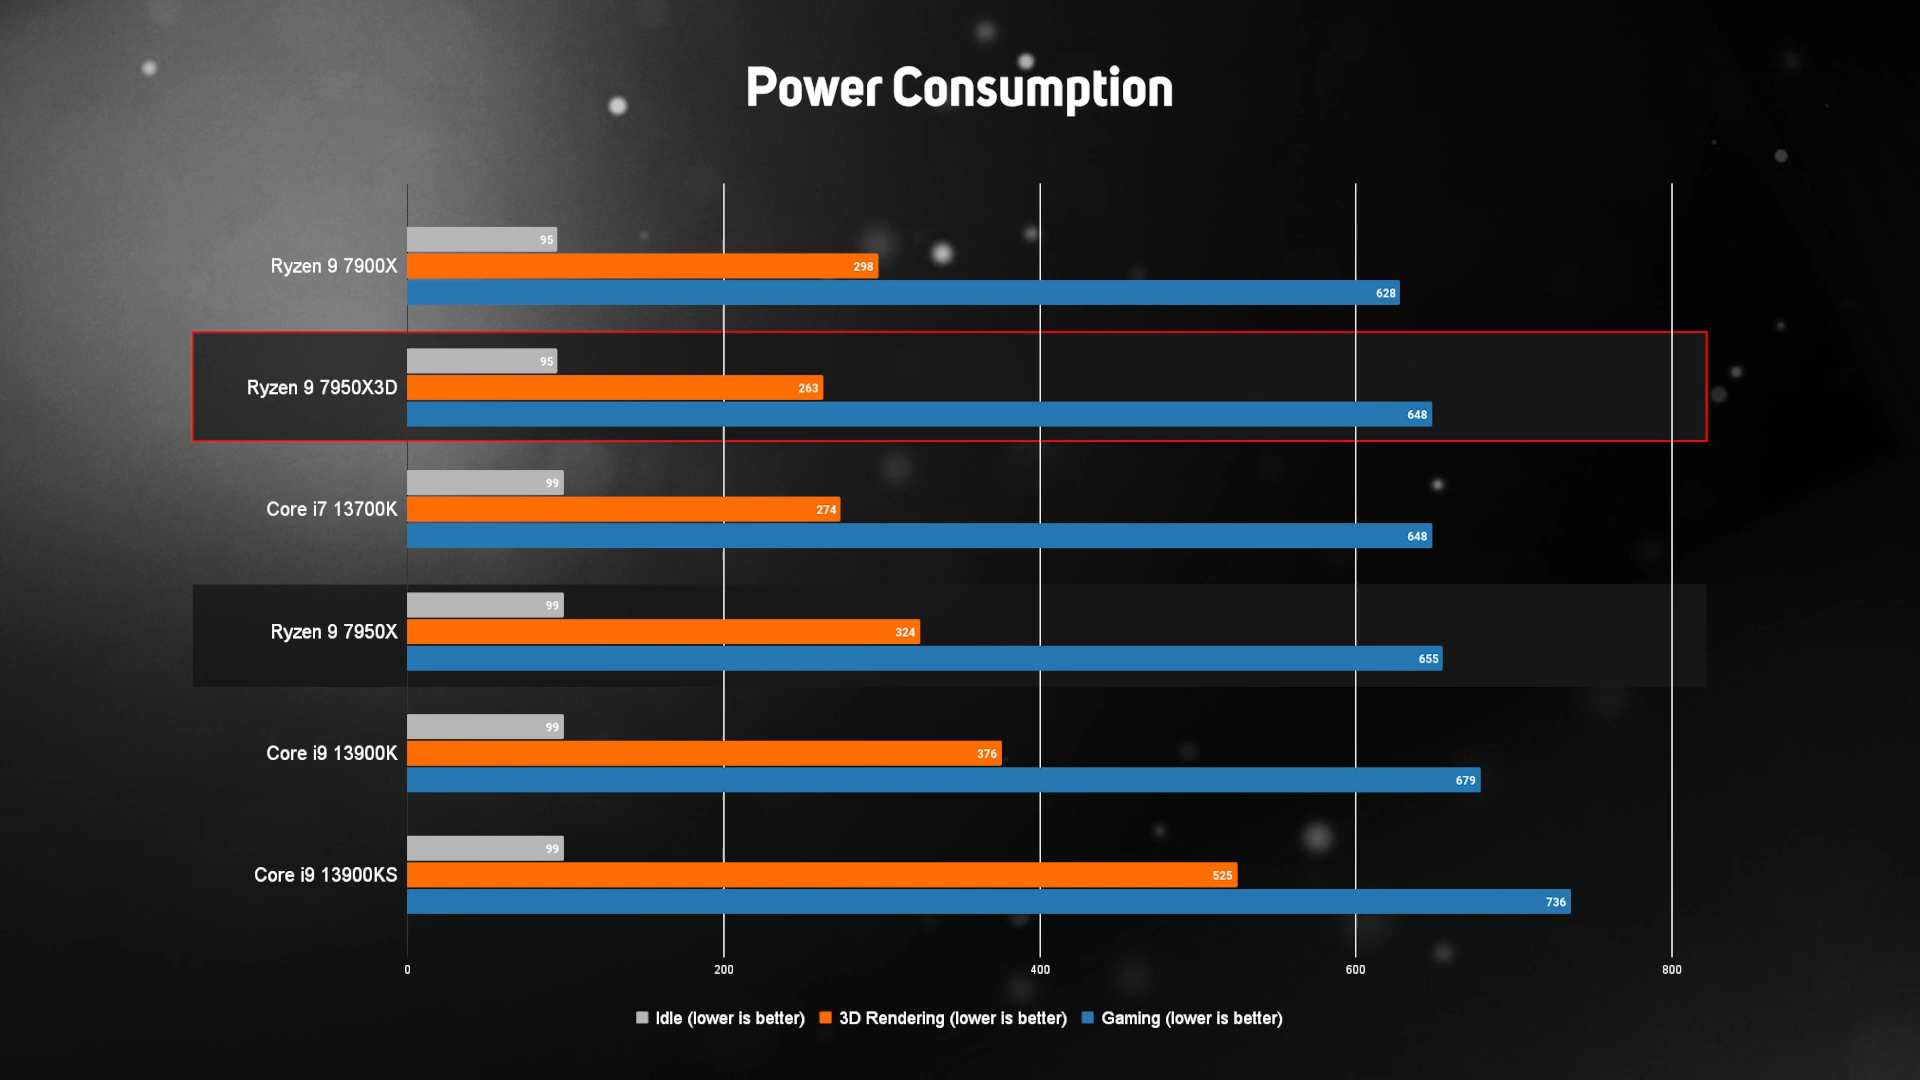 Power Consumption
95
Ryzen 9 7900X 298
628
95
Ryzen 9 7950X3D 263
648
99
Core i7 13700K 274
648
99
Ryzen 9 7950X 324
655
99
Core i9 13900K 376
679
99
Core i9 13900KS 525
736
0 200 400 600 800
Idle (lower is better) 3D Rendering (lower is better) Gaming (lower is better)